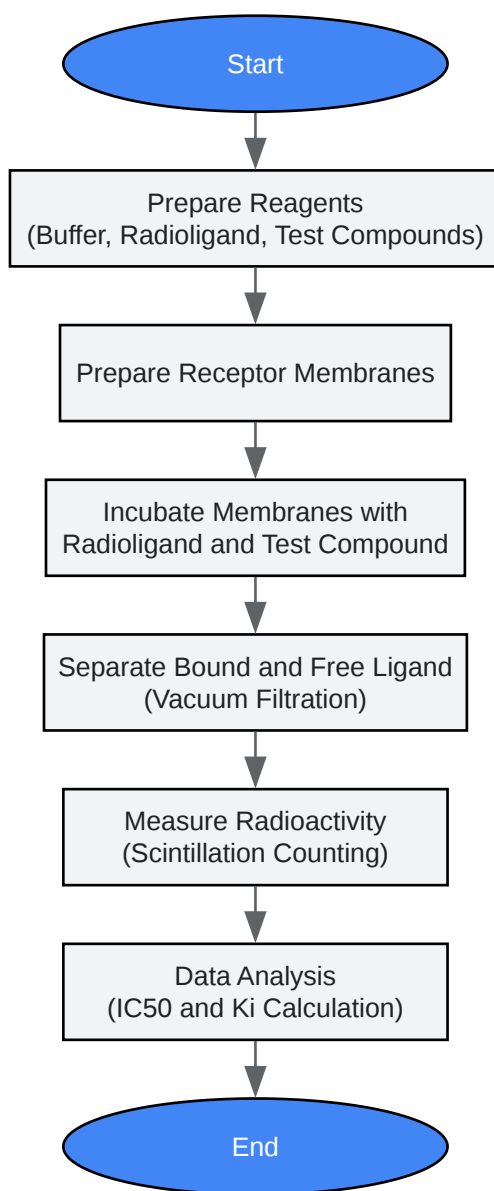 Start
Prepare Reagents
(Buffer, Radioligand, Test Compounds)
Prepare Receptor Membranes
Incubate Membranes with
Radioligand and Test Compound
Separate Bound and Free Ligand
(Vacuum Filtration)
Measure Radioactivity
(Scintillation Counting)
Data Analysis
(IC50 and Ki Calculation)
End